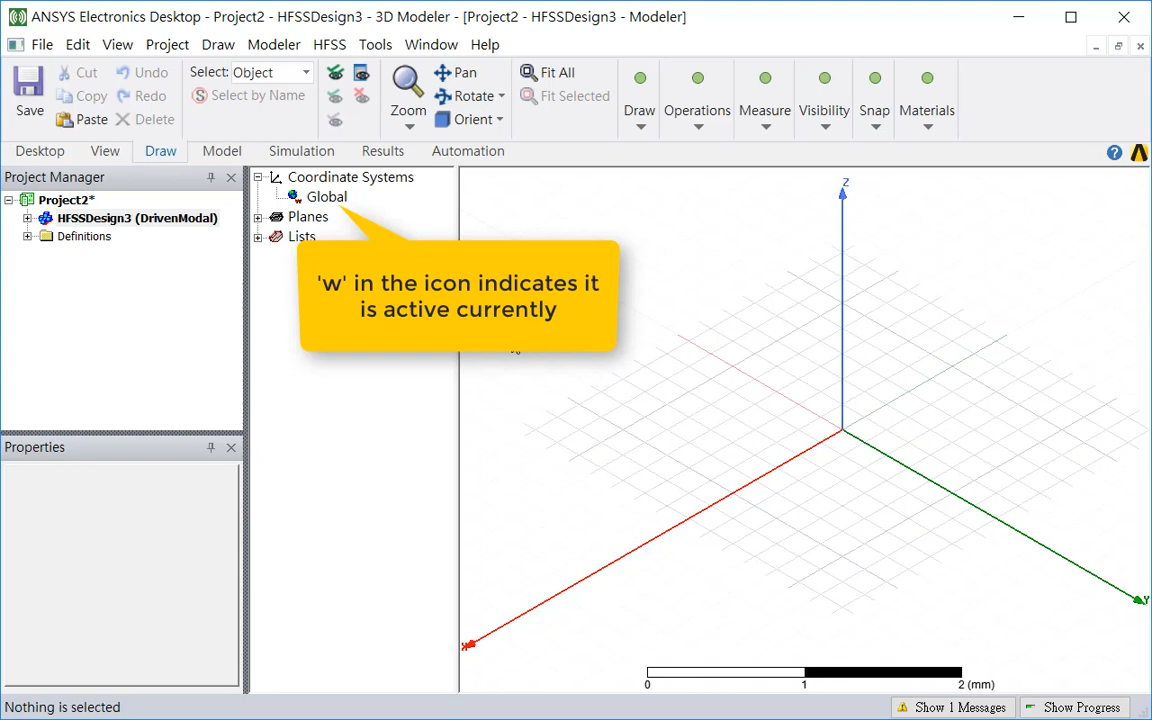 ANSYS Electronics Desktop - Project2 - HFSSDesign3 - 3D Modeler - [Project2 - HFSSDesign3 - Modeler]
File Edit View Project Draw Modeler HFSS Tools Window Help
Save
Cut
Copy
Paste
Undo
Redo
Delete
Select: Object
Select by Name
Zoom
Pan
Rotate
Orient
Fit All
Fit Selected
Draw
Operations
Measure
Visibility
Snap
Materials
Desktop View Draw Model Simulation Results Automation
Project Manager
Project2*
HFSSDesign3 (DrivenModal)
Definitions
Coordinate Systems
Global
Planes
Lists
'w' in the icon indicates it
is active currently
Z
X
Y
0 1 2 (mm)
Properties
Nothing is selected
Show 1 Messages
Show Progress